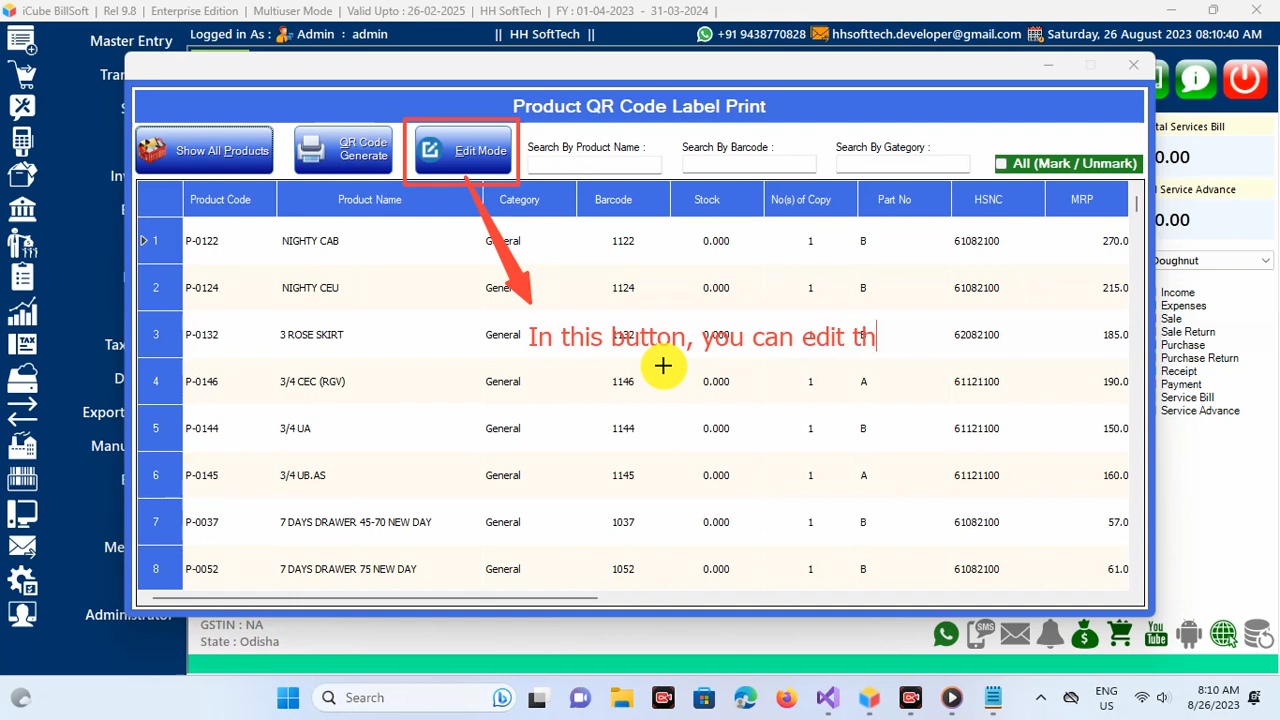 iCube BillSoft | Rel 9.8 | Enterprise Edition | Multiuser Mode | Valid Upto : 26-02-2025 | HH SoftTech | FY : 01-04-2023 - 31-03-2024 |
Master Entry
Logged in As : Admin : admin || HH SoftTech || +91 9438770828 hhsofttech.developer@gmail.com Saturday, 26 August 2023 08:10:40 AM
Product QR Code Label Print
Show All Products
QR Code Generate
Edit Mode
Search By Product Name :
Search By Barcode :
Search By Gategory :
All (Mark / Unmark)
Product Code Product Name Category Barcode Stock No(s) of Copy Part No HSNC MRP
1 P-0122 NIGHTY CAB General 1122 0.000 1 B 61082100 270.0
2 P-0124 NIGHTY CEU General 1124 0.000 1 B 61082100 215.0
3 P-0132 3 ROSE SKIRT General 1132 0.000 1 B 62082100 185.0
In this button, you can edit th
4 P-0146 3/4 CEC (RGV) General 1146 0.000 1 A 61121100 190.0
5 P-0144 3/4 UA General 1144 0.000 1 B 61121100 150.0
6 P-0145 3/4 UB.AS General 1145 0.000 1 A 61121100 160.0
7 P-0037 7 DAYS DRAWER 45-70 NEW DAY General 1037 0.000 1 B 61082100 57.0
8 P-0052 7 DAYS DRAWER 75 NEW DAY General 1052 0.000 1 B 61082100 61.0
Tra
Inv
Tax
D
Export
Manu
Me
Administrator
tal Services Bill
.00
l Service Advance
.00
Doughnut
Income
Expenses
Sale
Sale Return
Purchase
Purchase Return
Receipt
Payment
Service Bill
Service Advance
GSTIN : NA
State : Odisha
SMS
You Tube
TAX
Search
ENG
US
8:10 AM
8/26/2023